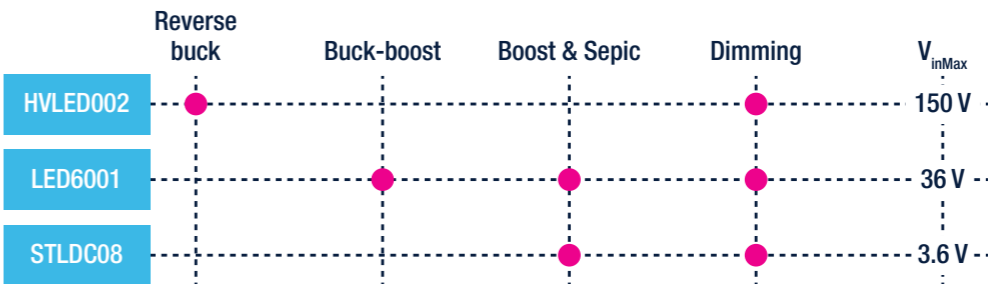 Reverse
buck Buck-boost Boost & Sepic Dimming VinMax
HVLED002 150 V
LED6001 36 V
STLDC08 3.6 V